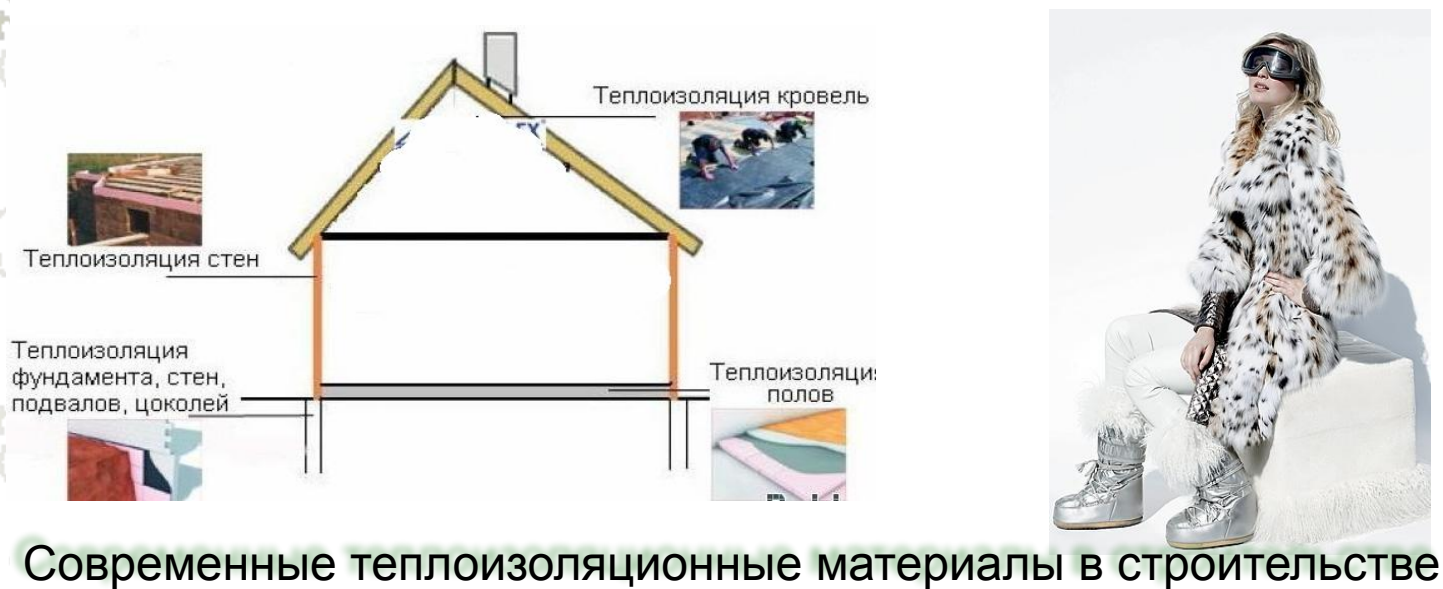 Теплоизоляция кровель
Теплоизоляция стен
Теплоизоляция
фундамента, стен,
подвалов, цоколей
Теплоизоляци
полов
Современные теплоизоляционные материалы в строительстве